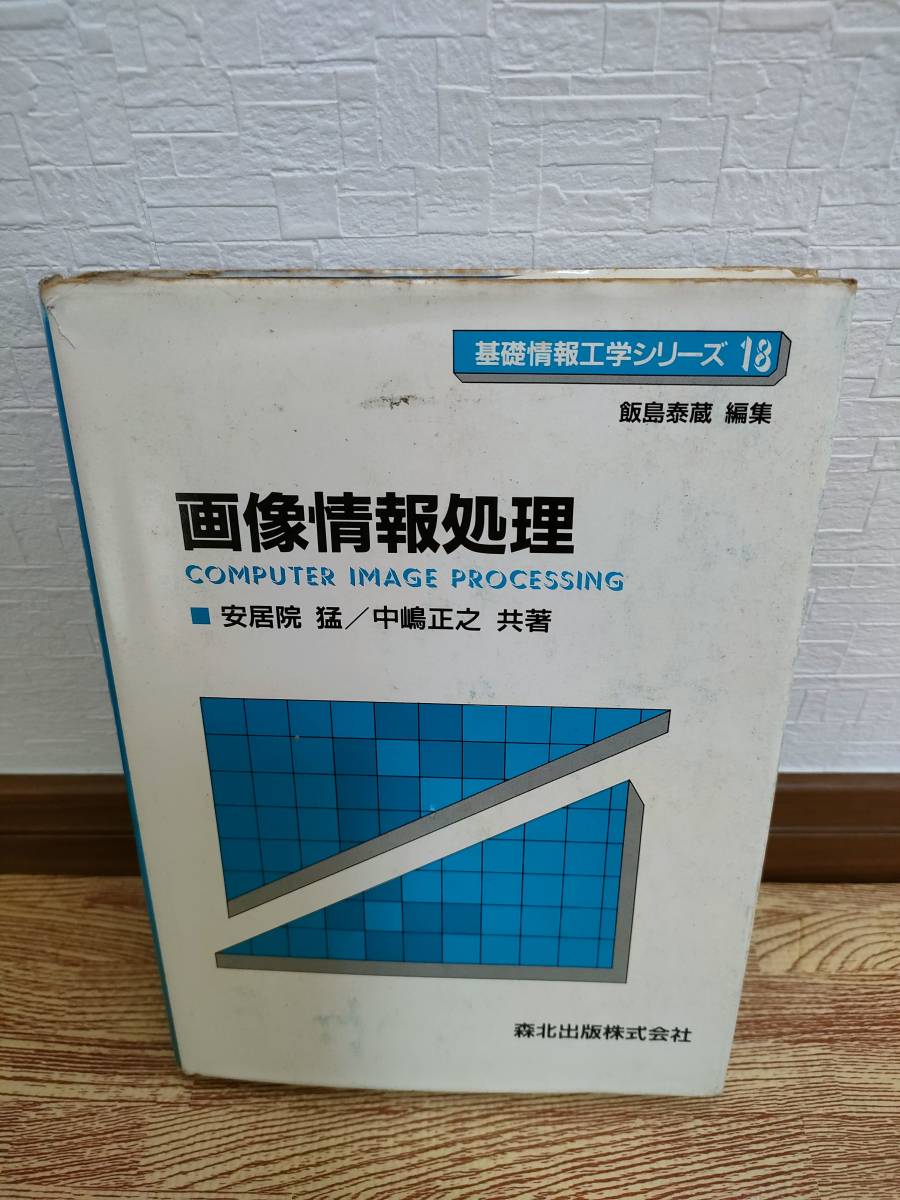 基礎情報工学シリーズ 18
飯島泰蔵 編集
画像情報処理
COMPUTER IMAGE PROCESSING
■ 安居院 猛／中嶋正之 共著
森北出版株式会社